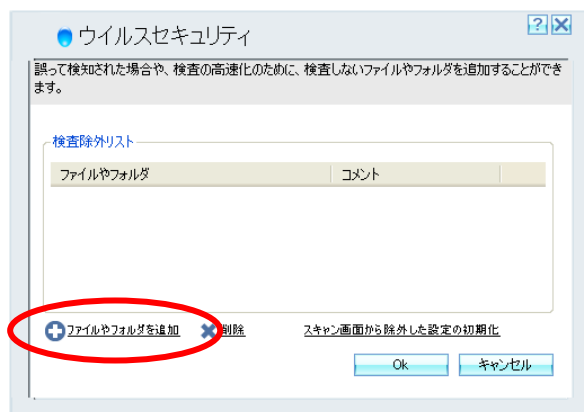 ウイルスセキュリティ
誤って検知された場合や、検査の高速化のために、検査しないファイルやフォルダを追加することができ
ます。
検査除外リスト
ファイルやフォルダ コメント
ファイルやフォルダを追加 削除 スキャン画面から除外した設定の初期化
Ok キャンセル